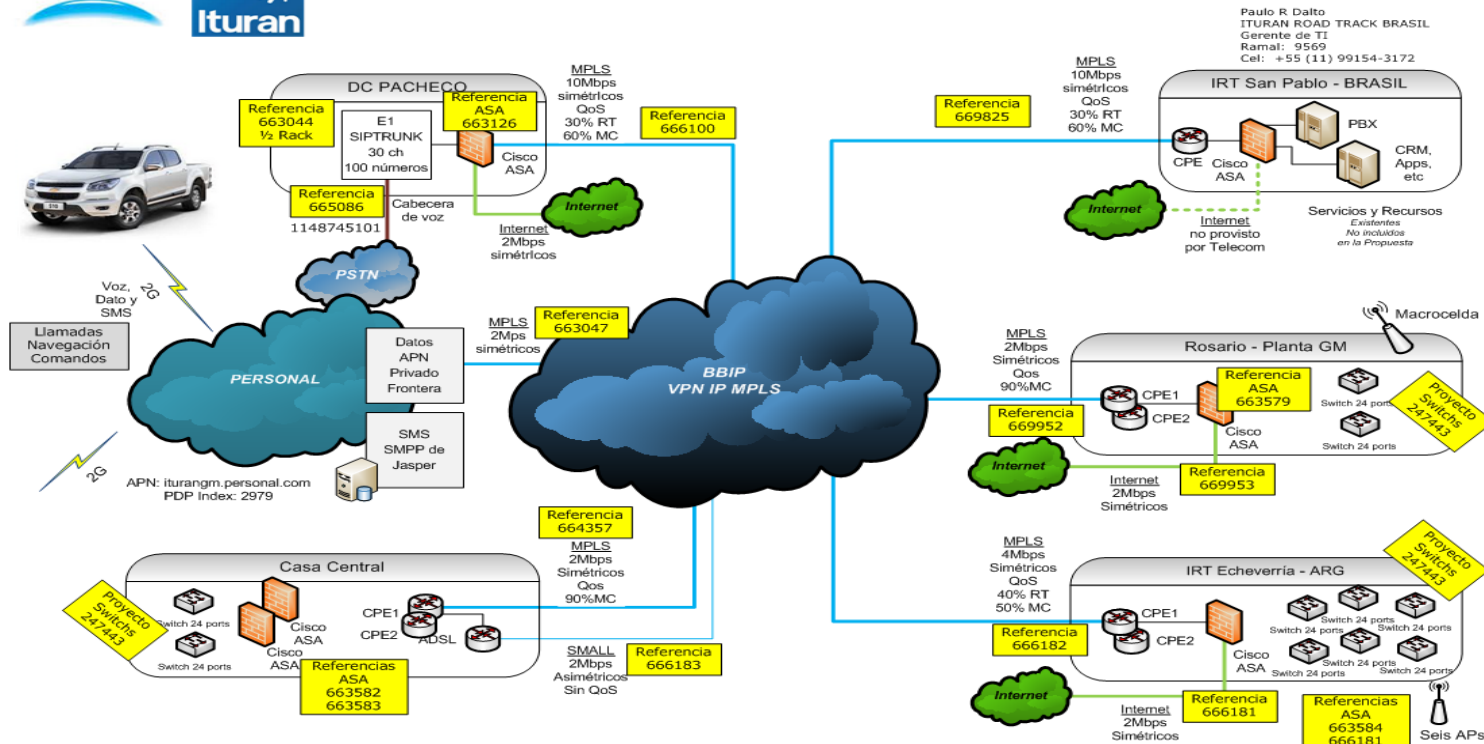 Ituran
Paulo R Dalto
ITURAN ROAD TRACK BRASIL
Gerente de TI
Ramal: 9569
Cel: +55 (11) 99154-3172
DC PACHECO
Referencia
663044
½ Rack
E1
SIPTRUNK
30 ch
100 números
Referencia
ASA
663126
Cisco
ASA
Referencia
665086
1148745101
Cabecera
de voz
MPLS
10Mbps
simétrIcos
QoS
30% RT
60% MC
Referencia
666100
Internet
Internet
2Mbps
simétrIcos
MPLS
10Mbps
simétrIcos
QoS
30% RT
60% MC
Referencia
669825
IRT San Pablo - BRASIL
CPE
Cisco
ASA
PBX
CRM,
Apps,
etc
Internet
Internet
no provisto
por Telecom
Servicios y Recursos
Existentes
No incluidos
en la Propuesta
PSTN
Voz,
Dato y
SMS
2G
Llamadas
Navegación
Comandos
PERSONAL
Datos
APN
Privado
Frontera
SMS
SMPP de
Jasper
2G
APN: iturangm.personal.com
PDP Index: 2979
MPLS
2Mps
simétricos
Referencia
663047
BBIP
VPN IP MPLS
Macrocelda
MPLS
2Mbps
Simétricos
Qos
90%MC
Referencia
669952
Rosario - Planta GM
CPE1
CPE2
Referencia
ASA
663579
Cisco
ASA
Switch 24 ports
Switch 24 ports
Proyecto
Switchs
247443
Internet
Internet
2Mbps
Simétricos
Referencia
669953
Referencia
664357
MPLS
2Mbps
Simétricos
Qos
90%MC
Casa Central
Proyecto
Switchs
247443
Switch 24 ports
Switch 24 ports
Cisco
ASA
Cisco
ASA
CPE1
CPE2
ADSL
Referencias
ASA
663582
663583
SMALL
2Mbps
Asimétricos
Sin QoS
Referencia
666183
MPLS
4Mbps
Simétricos
QoS
40% RT
50% MC
Referencia
666182
IRT Echeverría - ARG
CPE1
CPE2
Cisco
ASA
Switch 24 ports
Switch 24 ports
Switch 24 ports
Switch 24 ports
Switch 24 ports
Switch 24 ports
Proyecto
Switchs
247443
Internet
Internet
2Mbps
Simétricos
Referencia
666181
Referencias
ASA
663584
666181
Seis APs